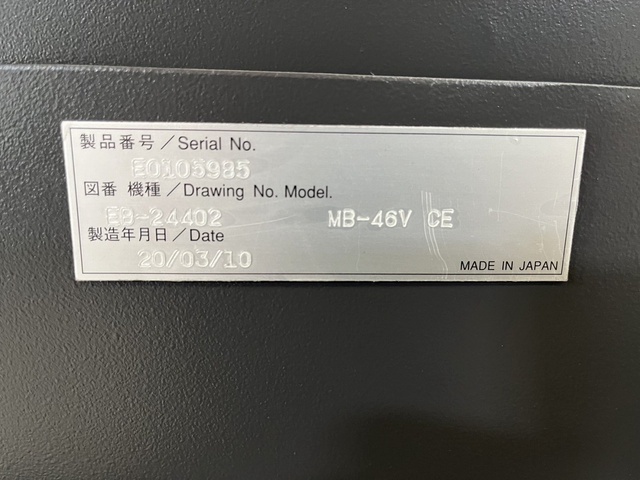 製品番号／Serial No.
E0105985
図番 機種／Drawing No. Model.
EB-24402 MB-46V CE
製造年月日／Date
20/03/10
MADE IN JAPAN